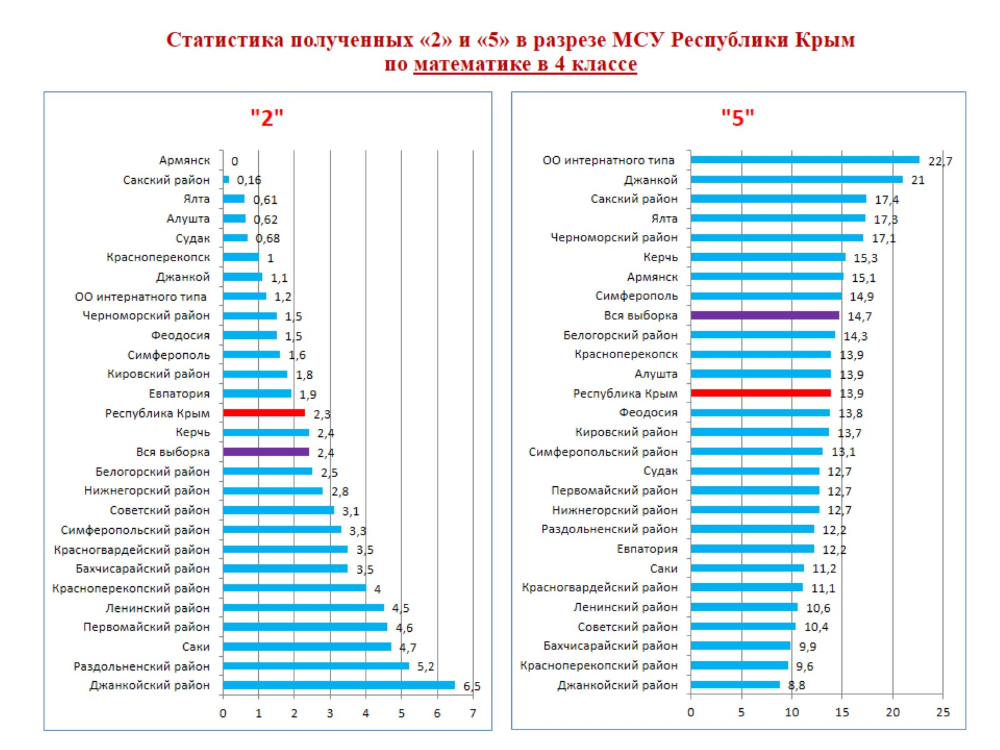 Статистика полученных «2» и «5» в разрезе МСУ Республики Крым
по математике в 4 классе
"2"
Армянск 0
Сакский район 0,16
Ялта 0,61
Алушта 0,62
Судак 0,68
Красноперекопск 1
Джанкой 1,1
ОО интернатного типа 1,2
Черноморский район 1,5
Феодосия 1,5
Симферополь 1,6
Кировский район 1,8
Евпатория 1,9
Республика Крым 2,3
Керчь 2,4
Вся выборка 2,4
Белогорский район 2,5
Нижнегорский район 2,8
Советский район 3,1
Симферопольский район 3,3
Красногвардейский район 3,5
Бахчисарайский район 3,5
Красноперекопский район 4
Ленинский район 4,5
Первомайский район 4,6
Саки 4,7
Раздольненский район 5,2
Джанкойский район 6,5
0 1 2 3 4 5 6 7
"5"
ОО интернатного типа 22,7
Джанкой 21
Сакский район 17,4
Ялта 17,3
Черноморский район 17,1
Керчь 15,3
Армянск 15,1
Симферополь 14,9
Вся выборка 14,7
Белогорский район 14,3
Красноперекопск 13,9
Алушта 13,9
Республика Крым 13,9
Феодосия 13,8
Кировский район 13,7
Симферопольский район 13,1
Судак 12,7
Первомайский район 12,7
Нижнегорский район 12,7
Раздольненский район 12,2
Евпатория 12,2
Саки 11,2
Красногвардейский район 11,1
Ленинский район 10,6
Советский район 10,4
Бахчисарайский район 9,9
Красноперекопский район 9,6
Джанкойский район 8,8
0 5 10 15 20 25